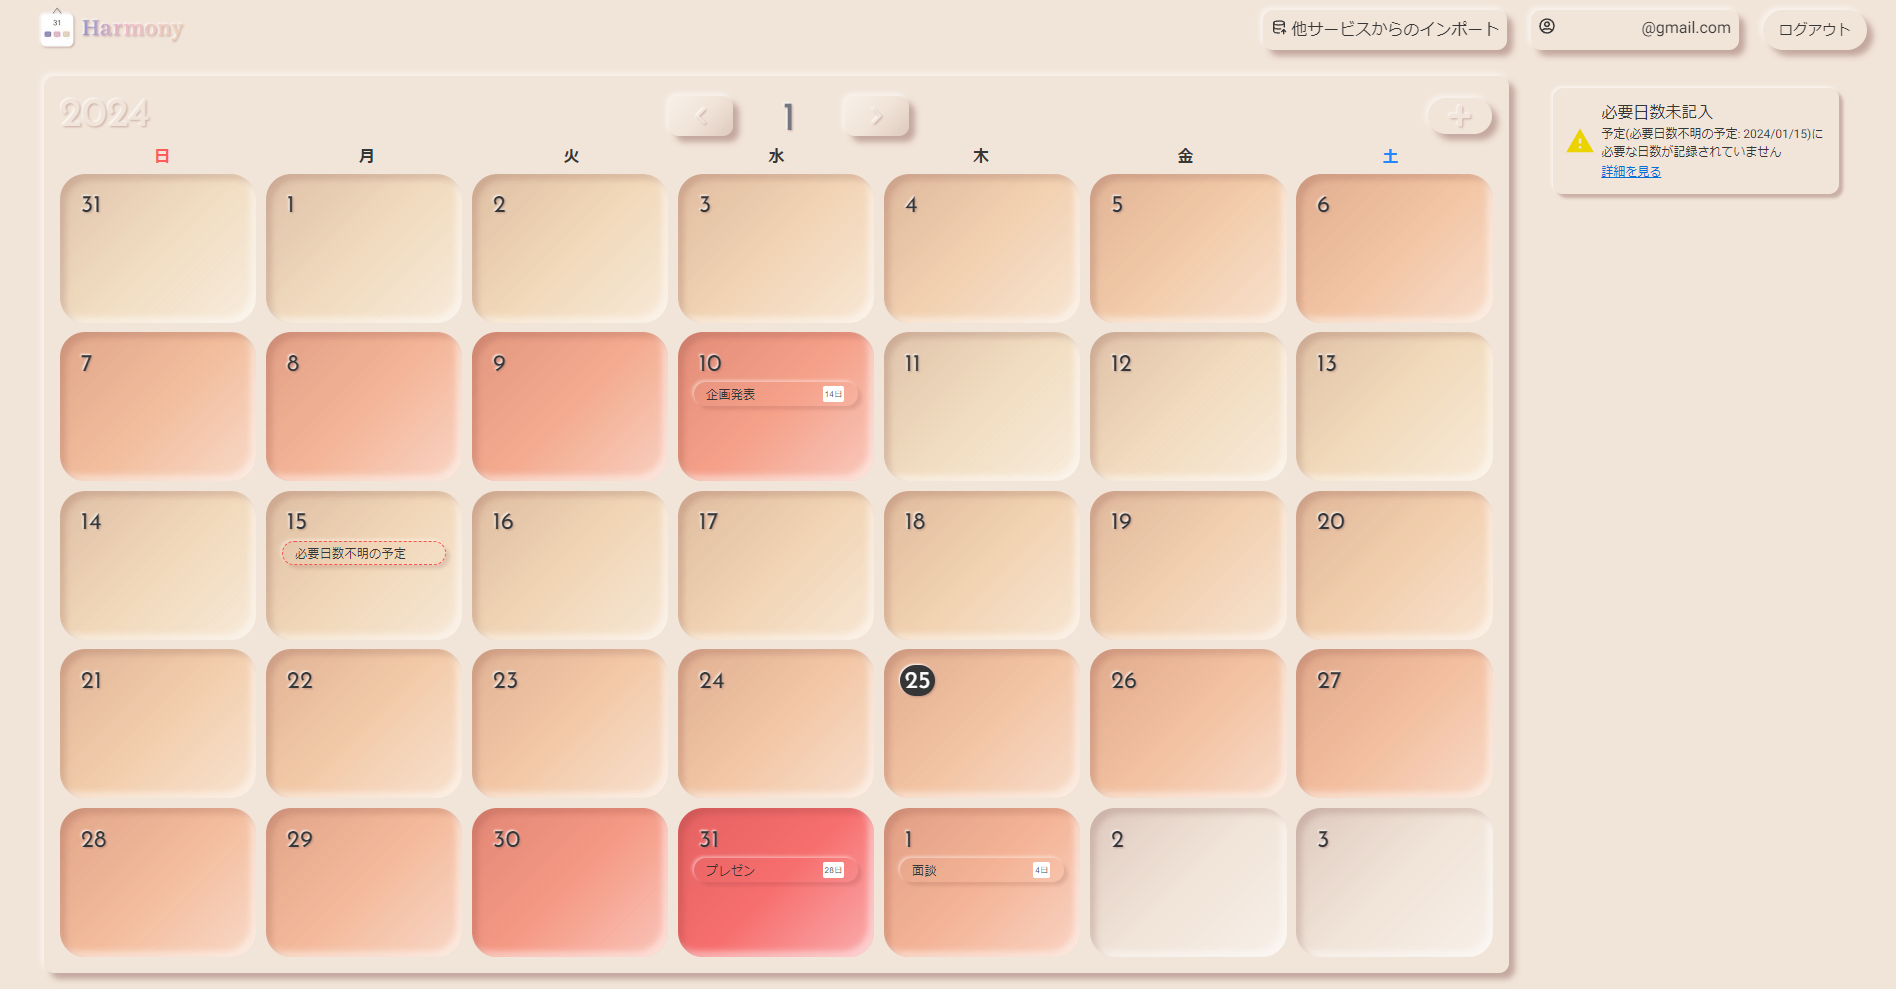 31
Harmony
他サービスからのインポート
@gmail.com
ログアウト
2024
1
日 月 火 水 木 金 土
31 1 2 3 4 5 6
7 8 9 10 11 12 13
企画発表 14日
14 15 16 17 18 19 20
必要日数不明の予定
21 22 23 24 25 26 27
28 29 30 31 1 2 3
プレゼン 28日 面談 4日
必要日数未記入
予定(必要日数不明の予定: 2024/01/15)に
必要な日数が記録されていません
詳細を見る